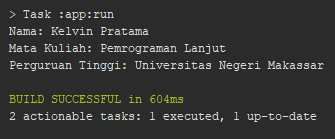 > Task :app:run
Nama: Kelvin Pratama
Mata Kuliah: Pemrograman Lanjut
Perguruan Tinggi: Universitas Negeri Makassar
BUILD SUCCESSFUL in 604ms
2 actionable tasks: 1 executed, 1 up-to-date